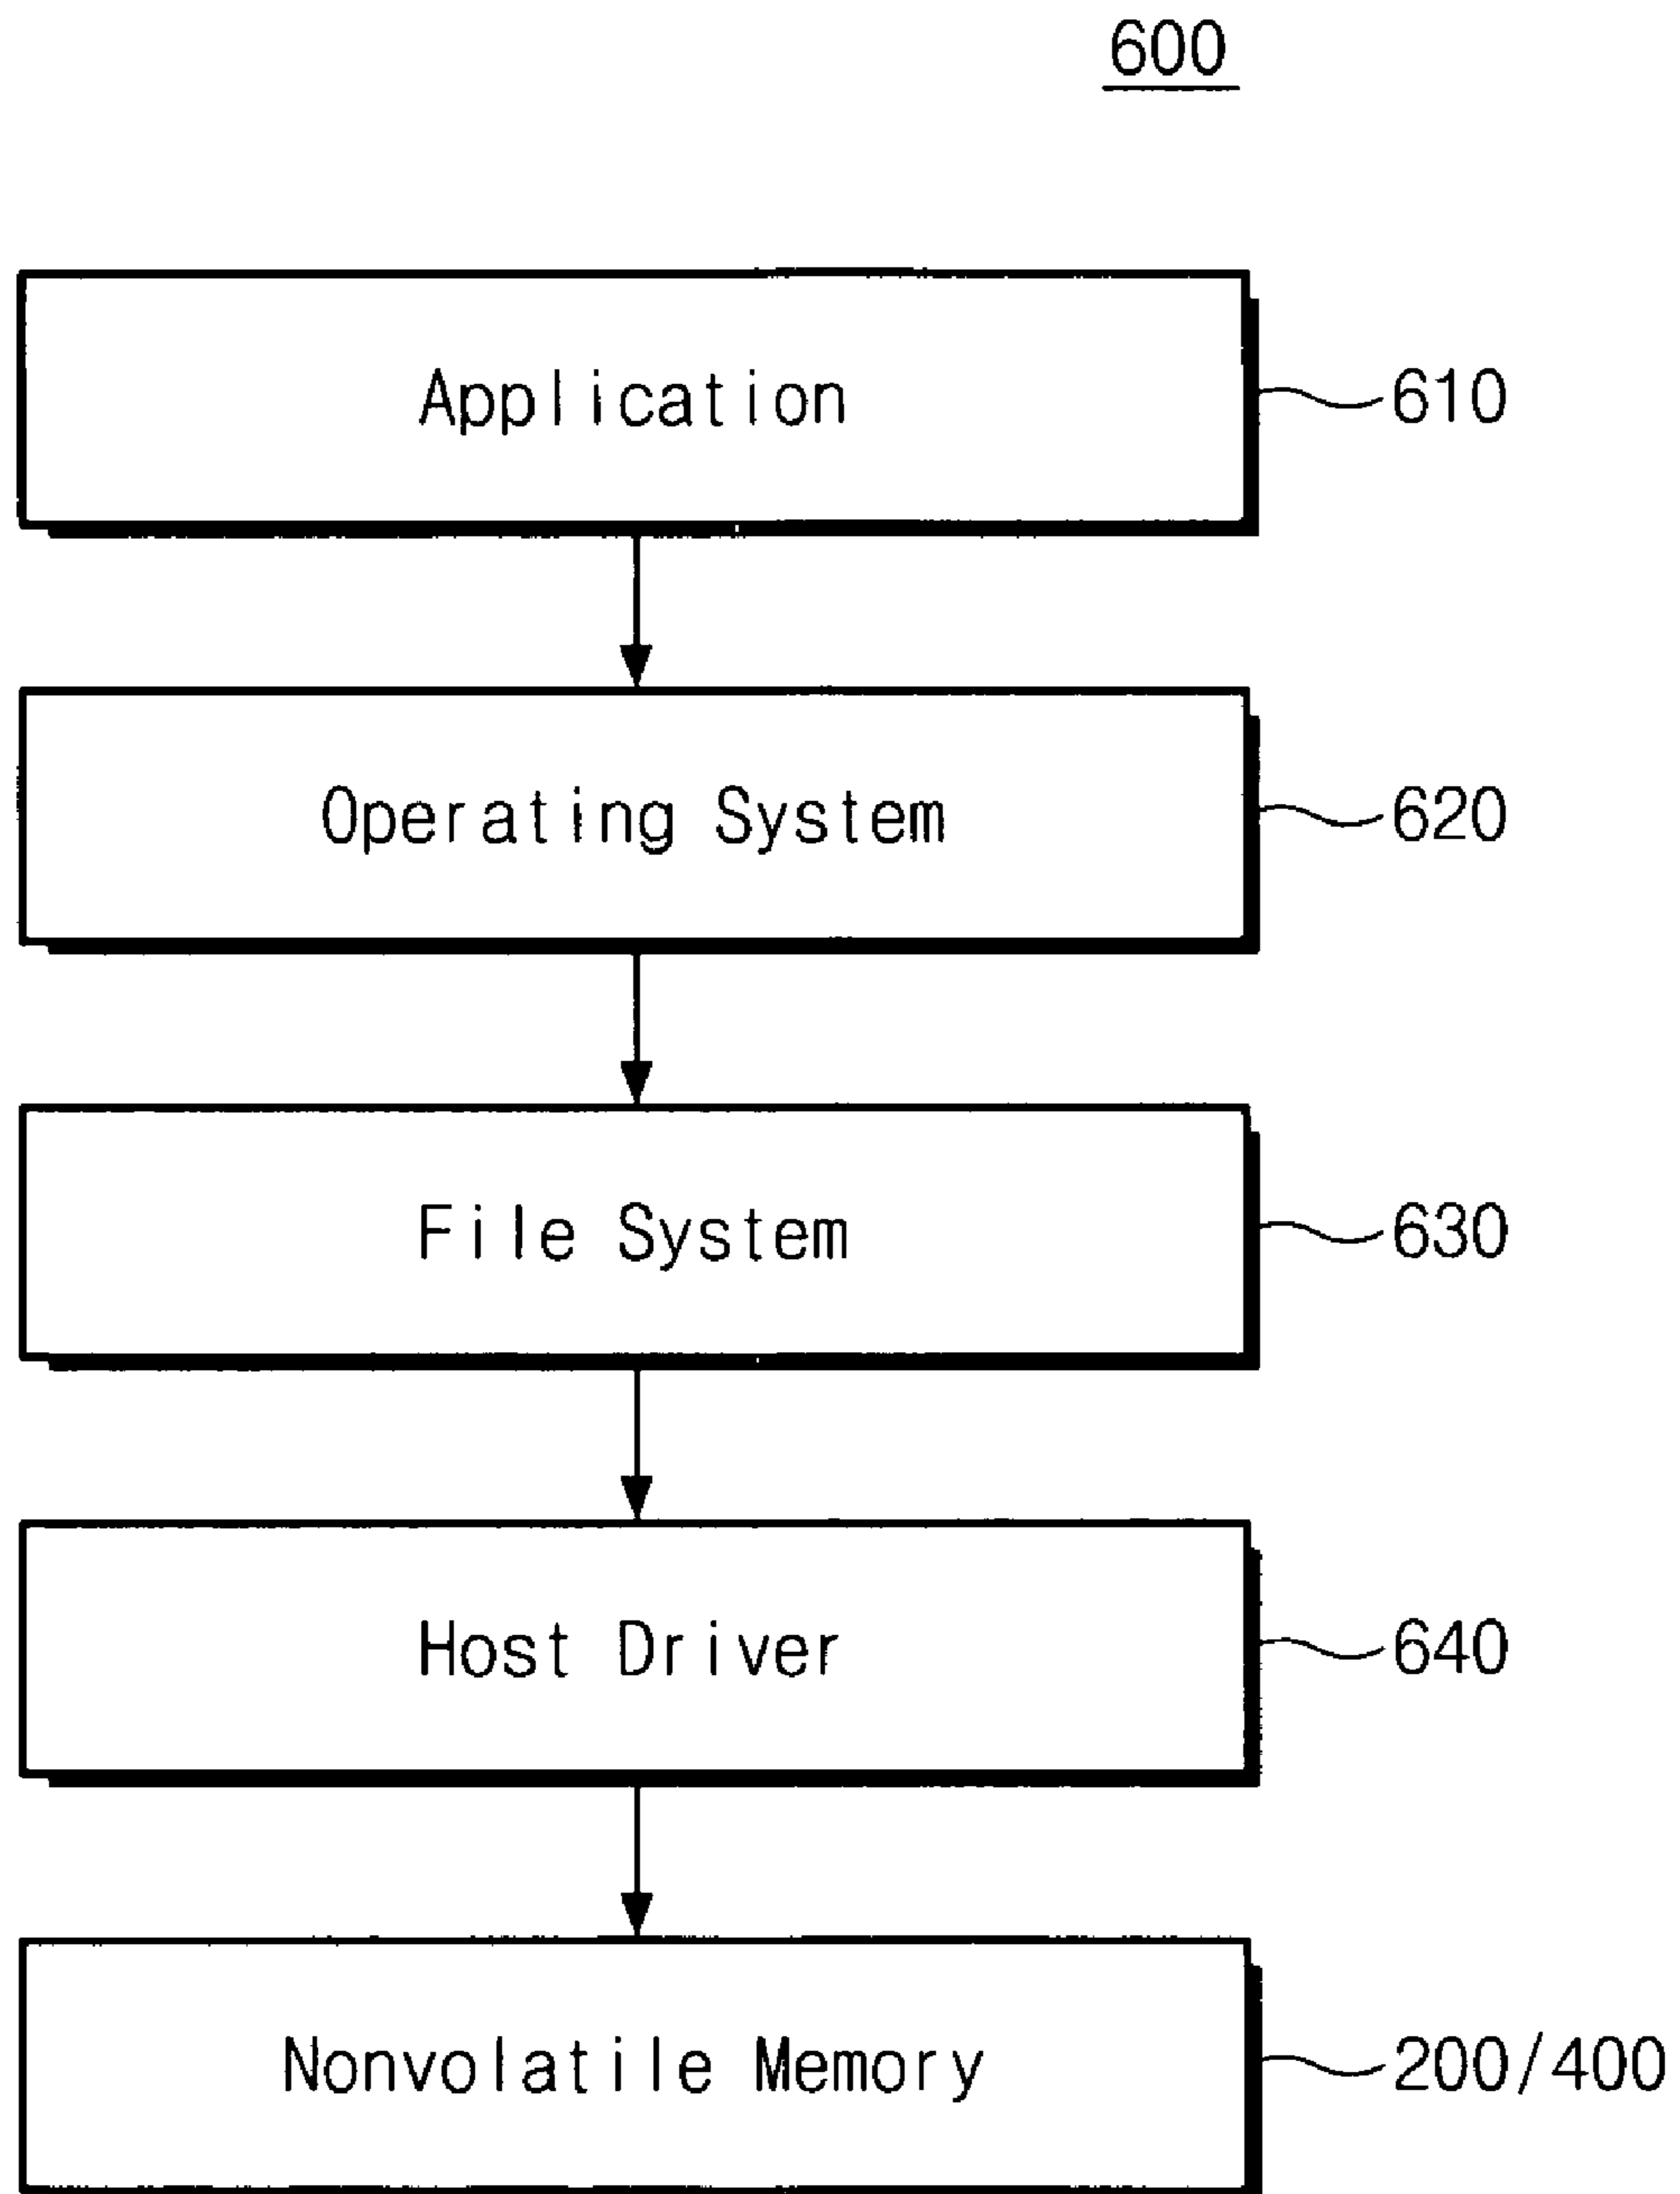 600
Application
610
Operating System
620
File System
630
Host Driver
640
Nonvolatile Memory
200/400